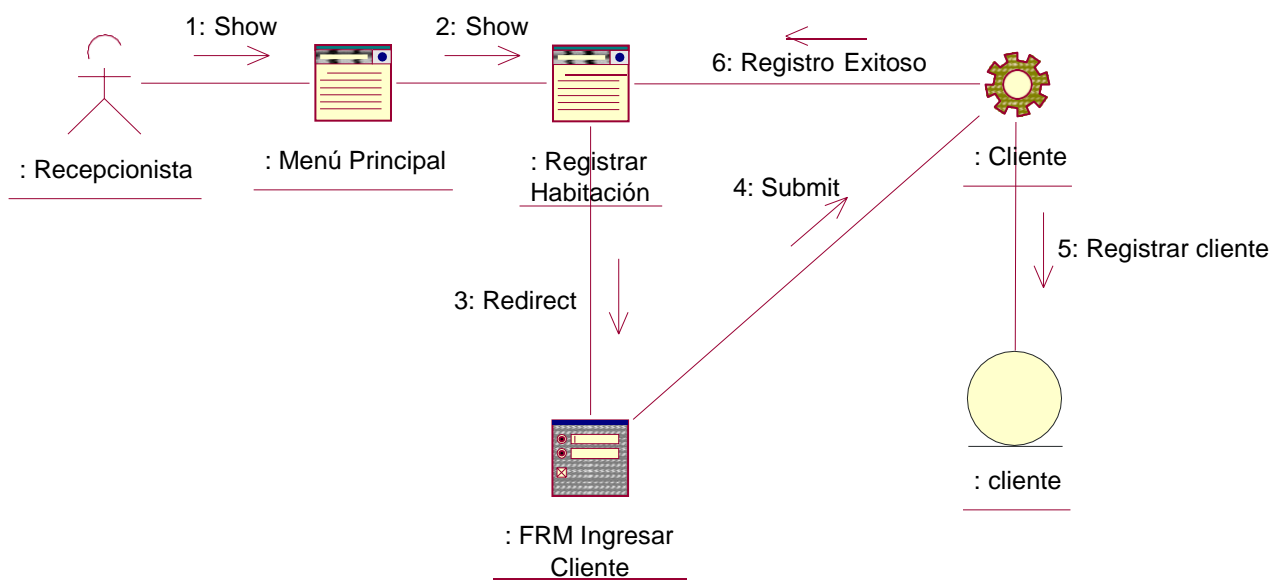 1: Show
2: Show
6: Registro Exitoso
: Recepcionista
: Menú Principal
: Registrar
Habitación
: Cliente
4: Submit
5: Registrar cliente
3: Redirect
: cliente
: FRM Ingresar
Cliente